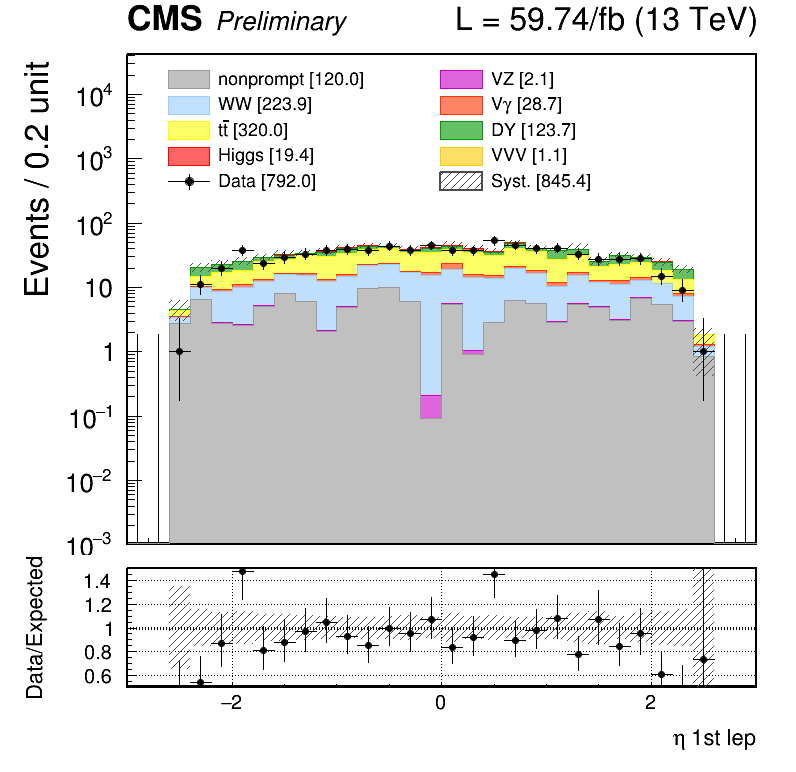 CMS Preliminary L = 59.74/fb (13 TeV)
Events / 0.2 unit
nonprompt [120.0] VZ [2.1]
WW [223.9] Vγ [28.7]
tt̄ [320.0] DY [123.7]
Higgs [19.4] VVV [1.1]
Data [792.0] Syst. [845.4]
10⁴
10³
10²
10
1
10⁻¹
10⁻²
10⁻³
Data/Expected
1.4
1.2
1
0.8
0.6
−2 0 2
η 1st lep